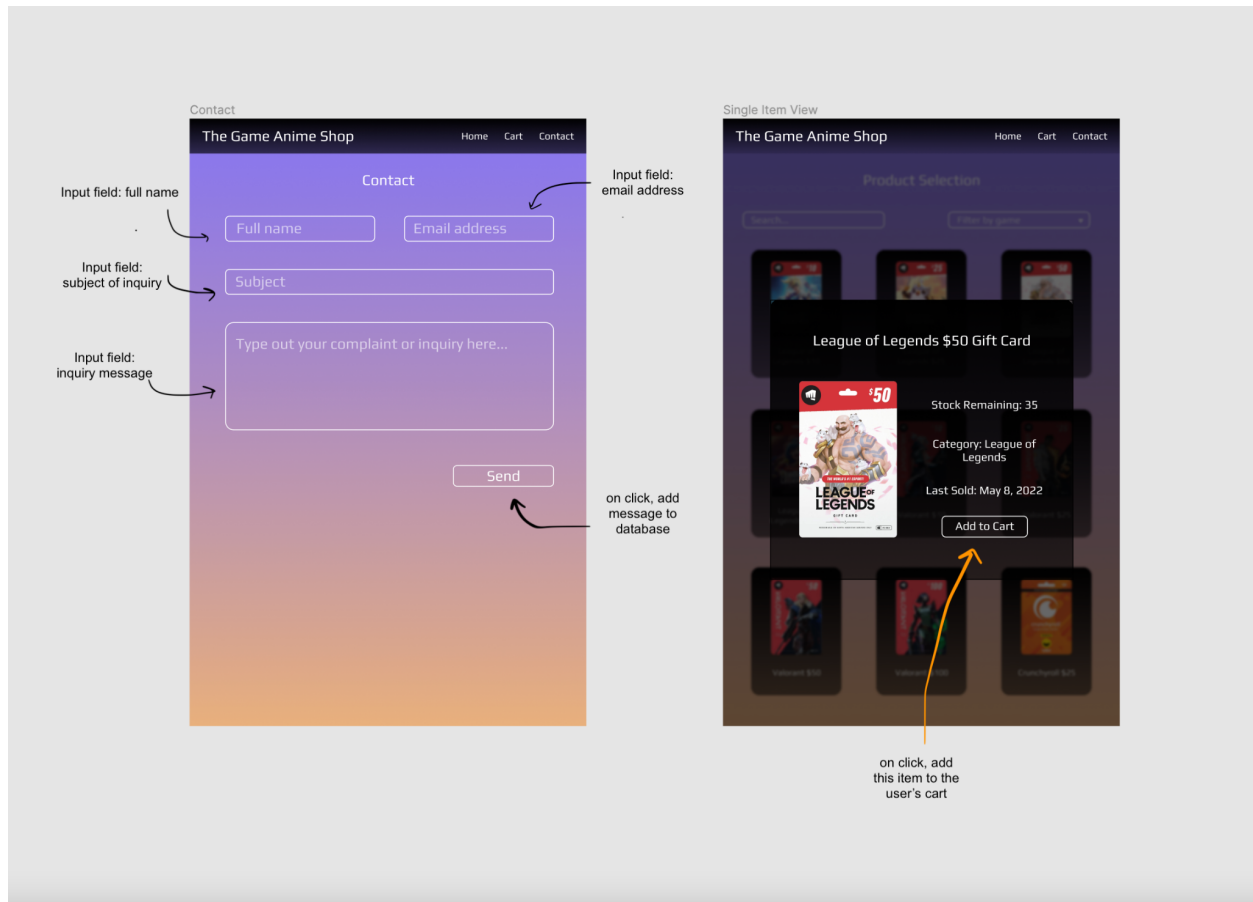 Contact
The Game Anime Shop
Home Cart Contact
Contact
Input field: full name
Input field:
email address
Full name
Email address
Input field:
subject of inquiry
Subject
Input field:
inquiry message
Type out your complaint or inquiry here...
Send
on click, add
message to
database
Single Item View
The Game Anime Shop
Home Cart Contact
Product Selection
Search...
Filter by game
League of Legends $50 Gift Card
$50
LEAGUE OF
LEGENDS
GIFT CARD
Stock Remaining: 35
Category: League of
Legends
Last Sold: May 8, 2022
Add to Cart
Valorant $50
Valorant $100
Crunchyroll $25
on click, add
this item to the
user's cart